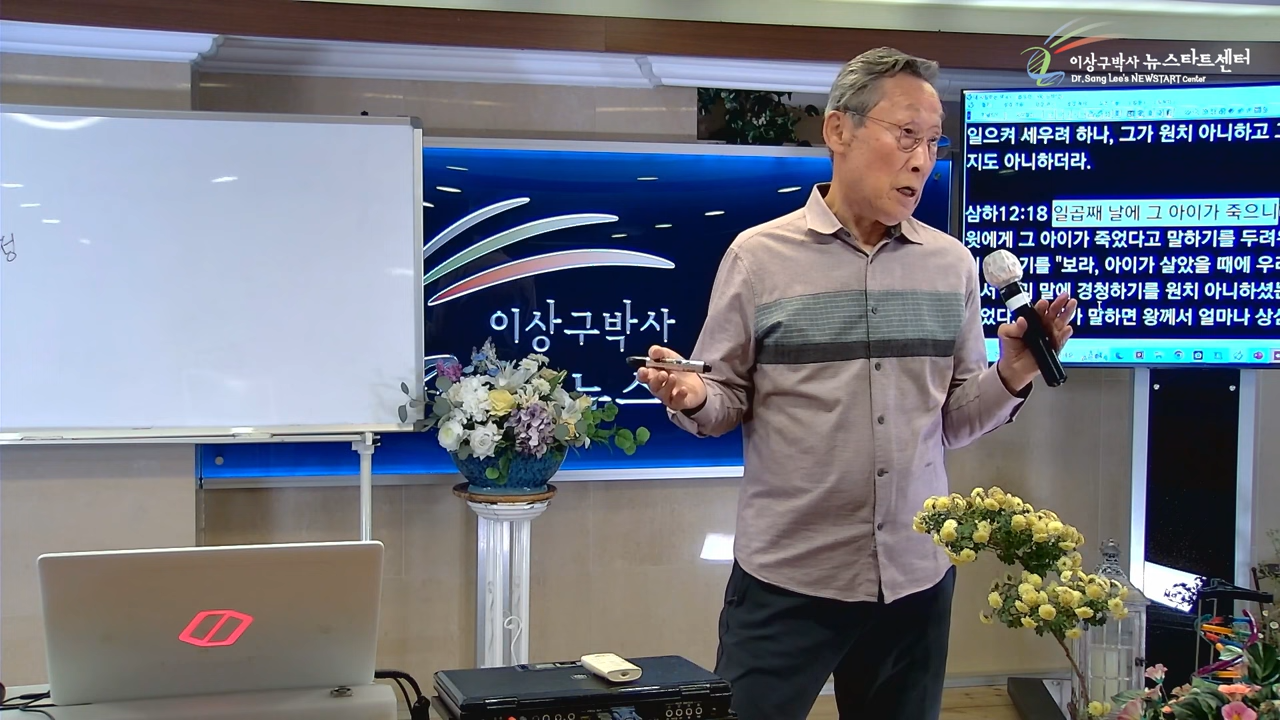 이상구박사 뉴스타트센터
Dr. Sang Lee's NEWSTART Center
일으켜 세우려 하나, 그가 원치 아니하고
지도 아니하더라.
삼하12:18 일곱째 날에 그 아이가 죽으니
윗에게 그 아이가 죽었다고 말하기를 두려
기를 "보라, 아이가 살았을 때에 우리
말에 경청하기를 원치 아니하셨
었다 말하면 왕께서 얼마나 상심
정
이상구박사
뉴스